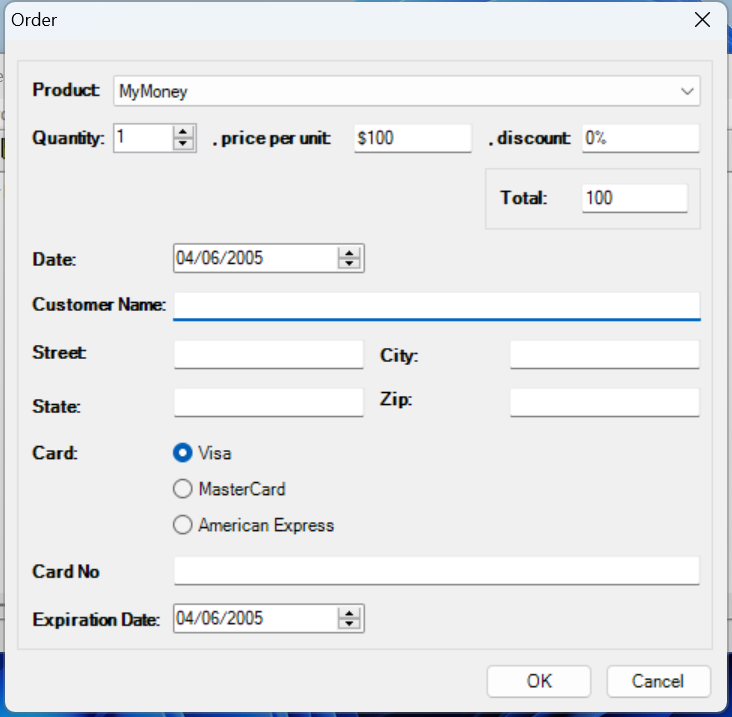 Order
Product: MyMoney
Quantity: 1 , price per unit: $100 , discount: 0%
Total: 100
Date: 04/06/2005
Customer Name:
Street: City:
State: Zip:
Card: Visa
MasterCard
American Express
Card No
Expiration Date: 04/06/2005
OK Cancel